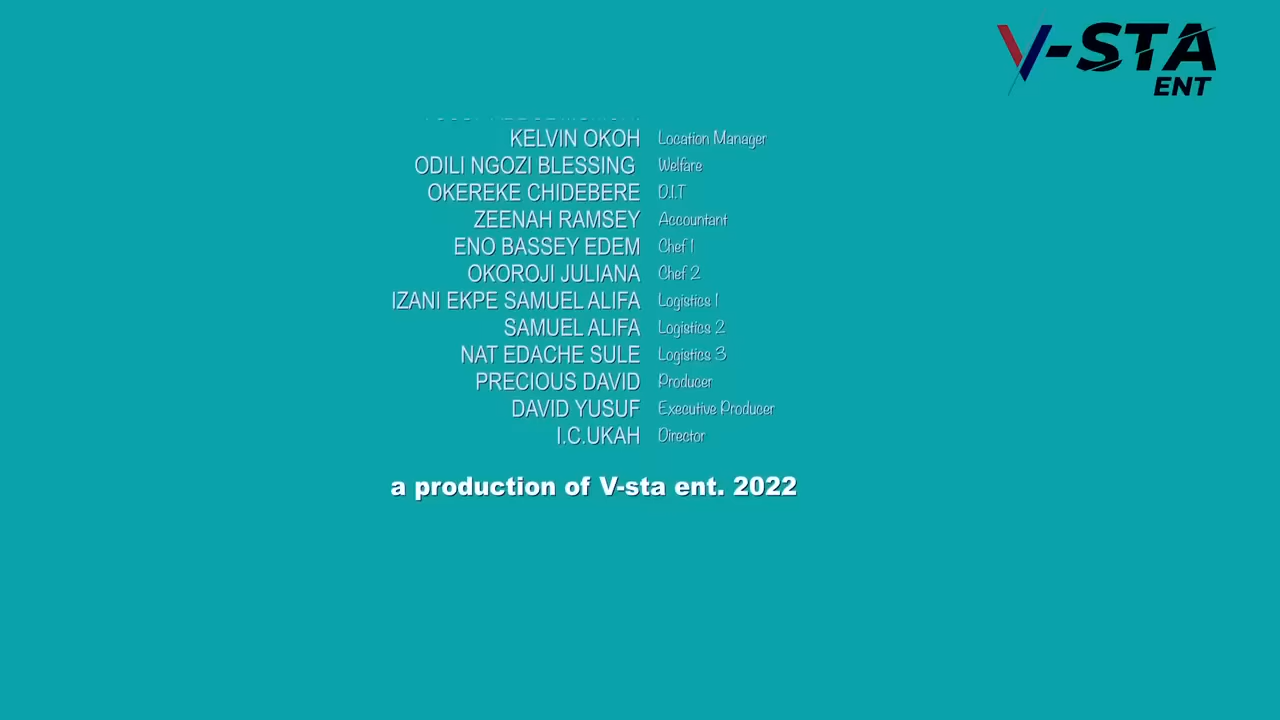 V-STA
ENT
KELVIN OKOH Location Manager
ODILI NGOZI BLESSING Welfare
OKEREKE CHIDEBERE D.I.T
ZEENAH RAMSEY Accountant
ENO BASSEY EDEM Chef 1
OKOROJI JULIANA Chef 2
IZANI EKPE SAMUEL ALIFA Logistics 1
SAMUEL ALIFA Logistics 2
NAT EDACHE SULE Logistics 3
PRECIOUS DAVID Producer
DAVID YUSUF Executive Producer
I.C.UKAH Director
a production of V-sta ent. 2022